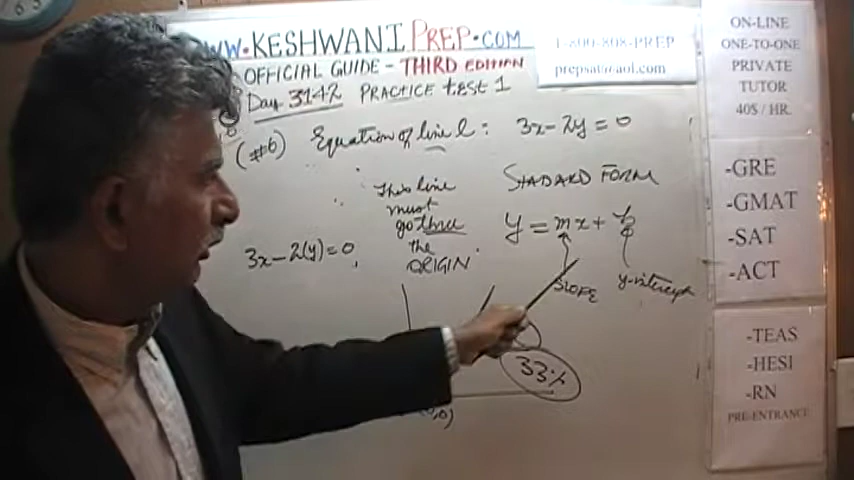 WWW.KESHWANIPREP.COM
1-800-808-PREP
prepsat@aol.com
OFFICIAL GUIDE - THIRD EDITION
Day 3142 PRACTICE test 1
(#6) Equation of line l: 3x-2y=0
This line
must
go thru
the
ORIGIN
STADARD FORM
y = mx + b
SLOPE
y-intercept
3x-2(y)=0
33%
ON-LINE
ONE-TO-ONE
PRIVATE
TUTOR
40$ / HR.
-GRE
-GMAT
-SAT
-ACT
-TEAS
-HESI
-RN
PRE-ENTRANCE